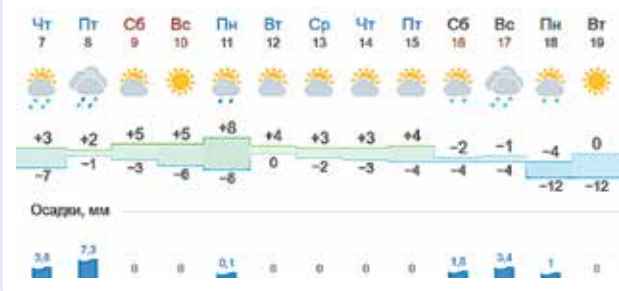 Чт Пт Сб Вс Пн Вт Ср Чт Пт Сб Вс Пн Вт
7 8 9 10 11 12 13 14 15 16 17 18 19
+3 +2 +5 +5 +8 +4 +3 +3 +4 −2 −1 −4 0
−7 −1 −3 −6 −8 0 −2 −3 −4 −4 −4 −12 −12
Осадки, мм
3,8 7,3 0 0 0,1 0 0 0 0 1,8 3,4 1 0